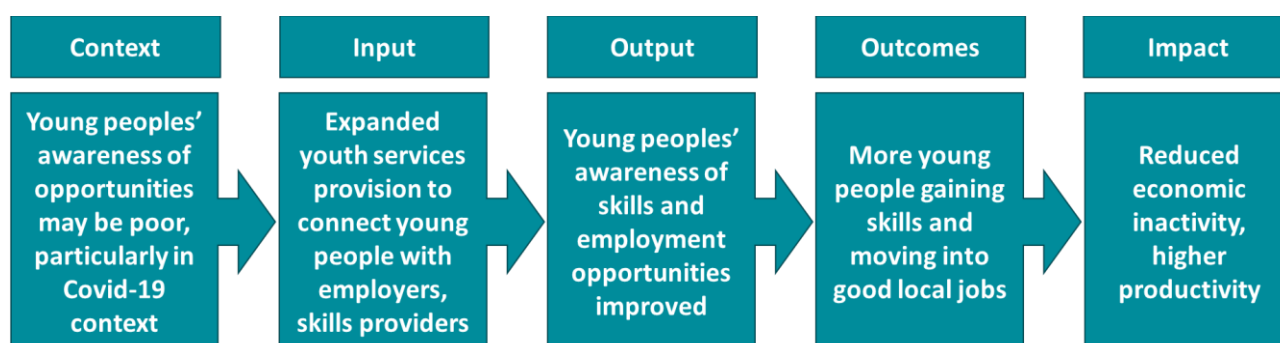 Context
Input
Output
Outcomes
Impact
Young peoples’
awareness of
opportunities
may be poor,
particularly in
Covid-19
context
Expanded
youth services
provision to
connect young
people with
employers,
skills providers
Young peoples’
awareness of
skills and
employment
opportunities
improved
More young
people gaining
skills and
moving into
good local jobs
Reduced
economic
inactivity,
higher
productivity